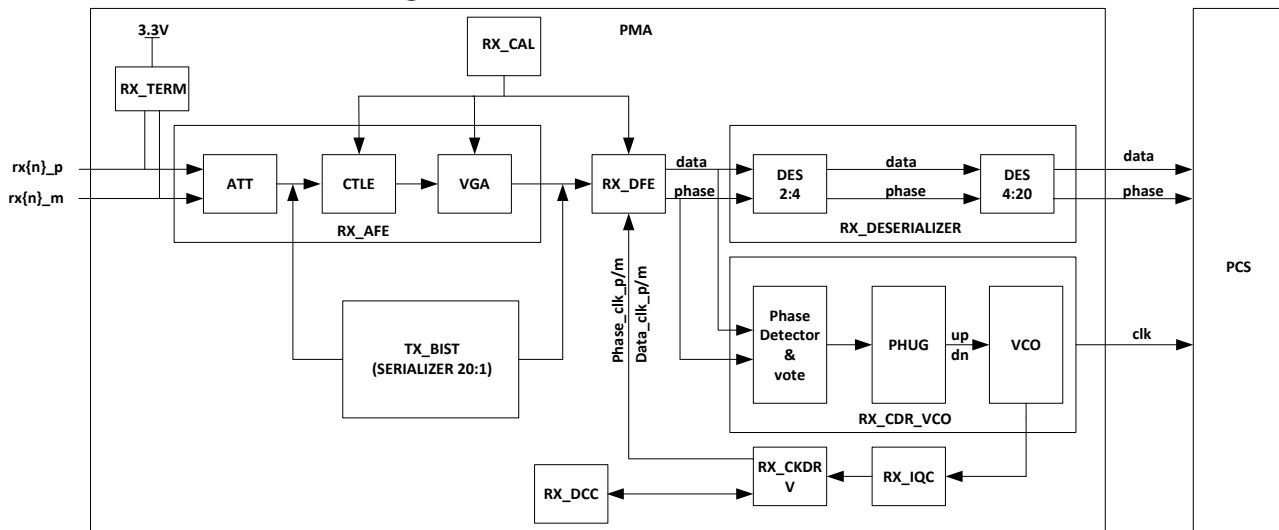 3.3V
PMA
RX_CAL
RX_TERM
rx{n}_p
rx{n}_m
ATT
CTLE
VGA
RX_AFE
RX_DFE
data
phase
DES
2:4
data
phase
DES
4:20
RX_DESERIALIZER
data
phase
PCS
Phase_clk_p/m
Data_clk_p/m
TX_BIST
(SERIALIZER 20:1)
Phase
Detector
&
vote
PHUG
up
dn
VCO
RX_CDR_VCO
clk
RX_DCC
RX_CKDR
V
RX_IQC